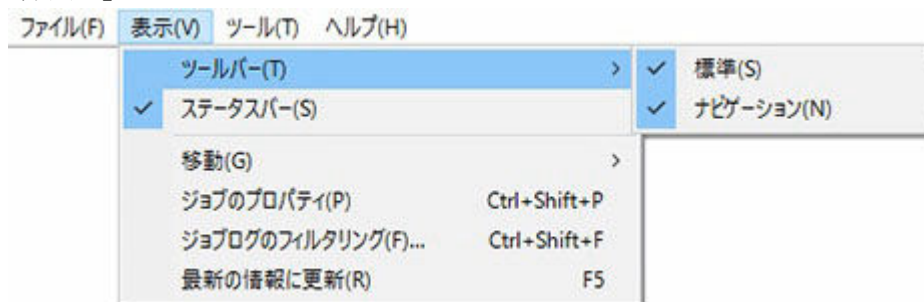 ファイル(F) 表示(V) ツール(T) ヘルプ(H)
ツールバー(T)
標準(S)
ステータスバー(S)
ナビゲーション(N)
移動(G)
ジョブのプロパティ(P) Ctrl+Shift+P
ジョブログのフィルタリング(F)... Ctrl+Shift+F
最新の情報に更新(R) F5